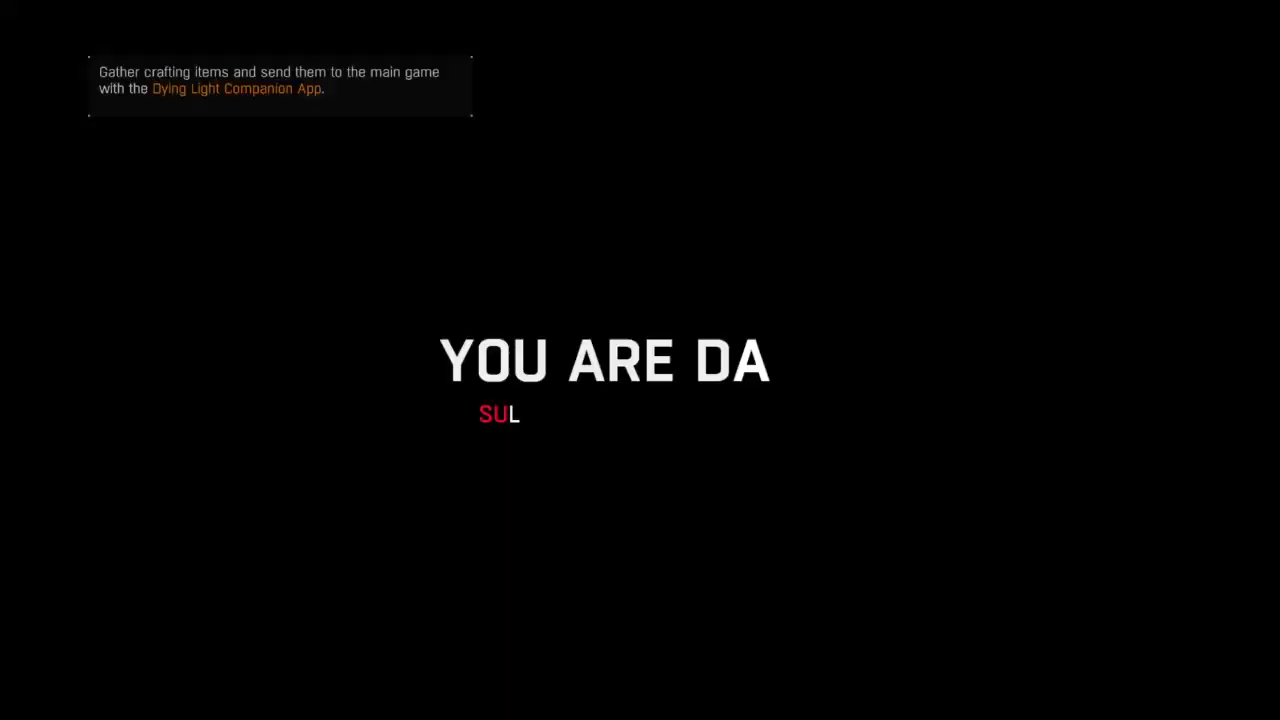 Gather crafting items and send them to the main game
with the Dying Light Companion App.
YOU ARE DA
SUL